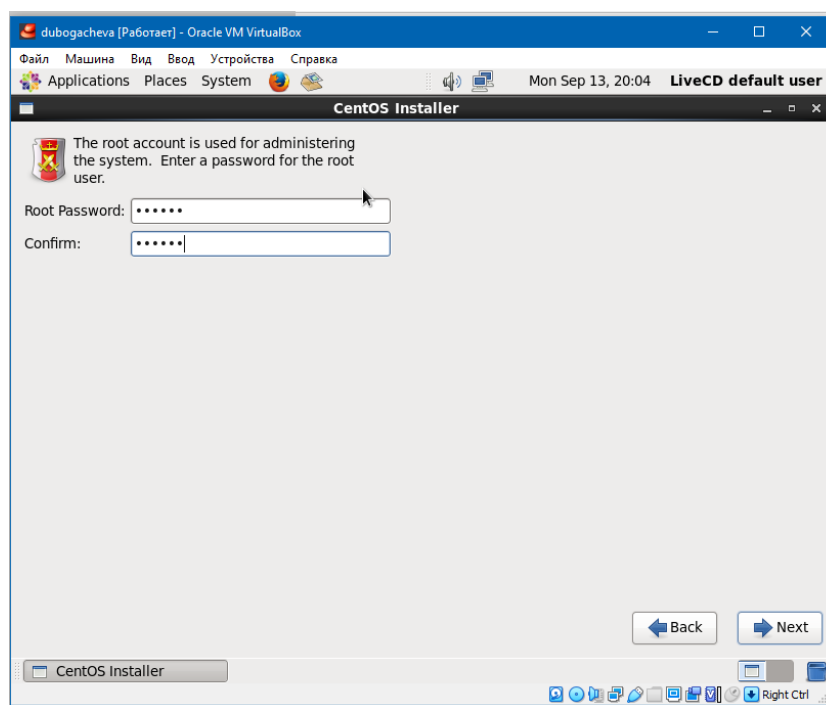 dubogacheva [Работает] - Oracle VM VirtualBox
Файл Машина Вид Ввод Устройства Справка
Applications Places System Mon Sep 13, 20:04 LiveCD default user
CentOS Installer
The root account is used for administering
the system. Enter a password for the root
user.
Root Password: ••••••
Confirm: ••••••
Back Next
CentOS Installer
Right Ctrl